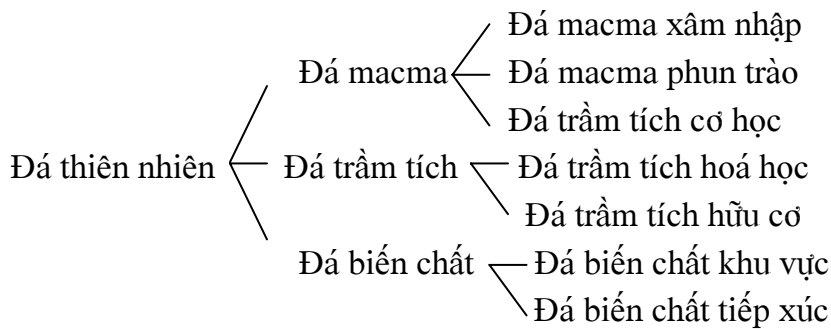 Đá macma xâm nhập
Đá macma Đá macma phun trào
Đá trầm tích cơ học
Đá thiên nhiên Đá trầm tích Đá trầm tích hoá học
Đá trầm tích hữu cơ
Đá biến chất Đá biến chất khu vực
Đá biến chất tiếp xúc